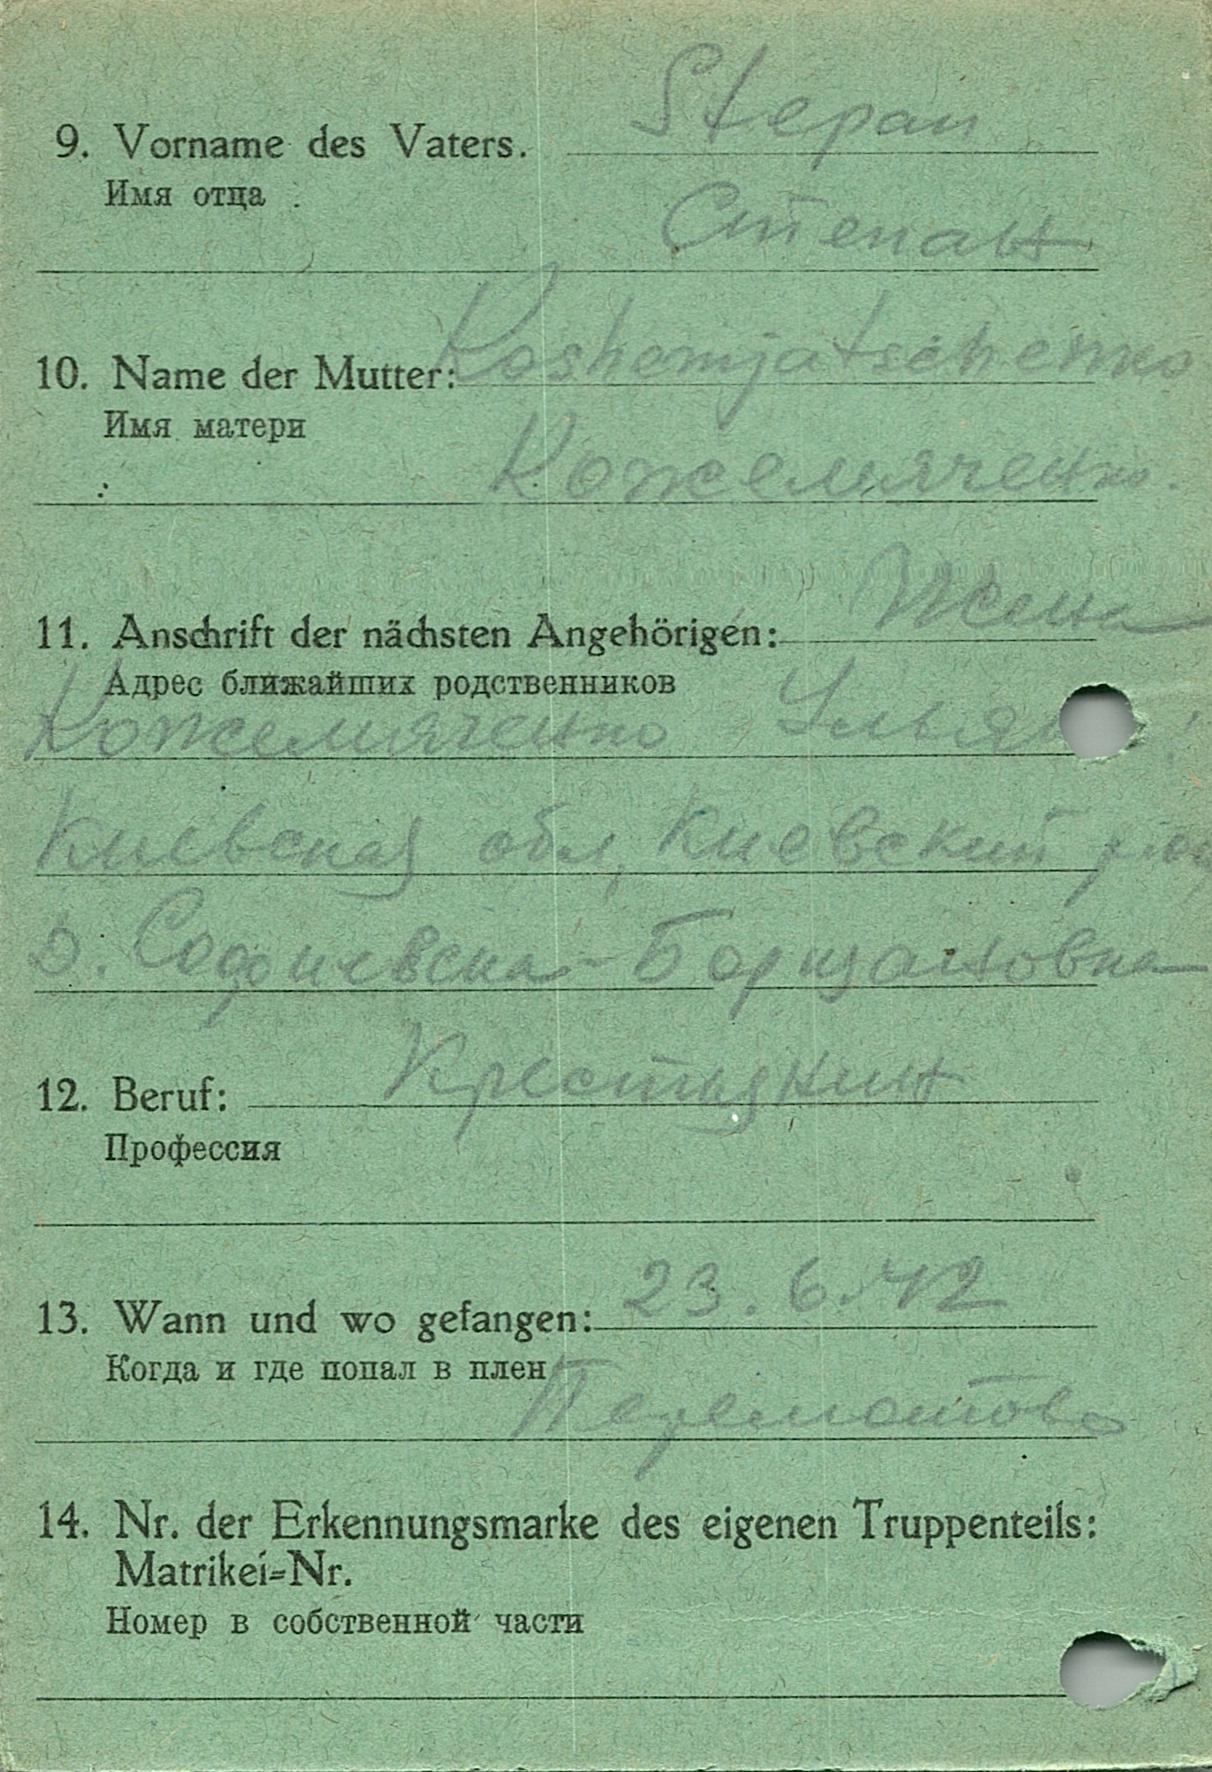 Stepan
9. Vorname des Vaters.
Имя отца :
Степан
Koshemjatschenko
10. Name der Mutter:
Имя матери
Кожемяченко.
Жена
11. Anschrift der nächsten Angehörigen:
Адрес ближайших родственников
Кожемяченко Ульян
Киевская обл, Киевский
д. Софиевска-Борщаговка
12. Beruf: Крестьянин
Профессия
13. Wann und wo gefangen: 23.6.42
Когда и где попал в плен
14. Nr. der Erkennungsmarke des eigenen Truppenteils:
Matrikel-Nr.
Номер в собственной части